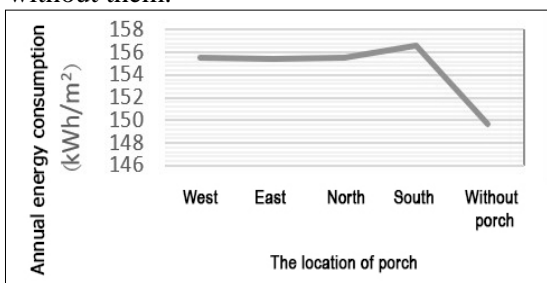 without them.
158
156
154
152
150
148
146
Annual energy consumption
(kWh/m²)
West East North South Without
porch
The location of porch